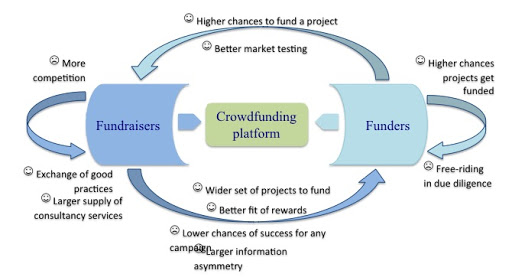 Higher chances to fund a project
Better market testing
More
competition
Higher chances
projects get
funded
Fundraisers
Crowdfunding
platform
Funders
Exchange of good
practices
Larger supply of
consultancy services
Free-riding
in due diligence
Wider set of projects to fund
Better fit of rewards
Lower chances of success for any
campaign
Larger information
asymmetry